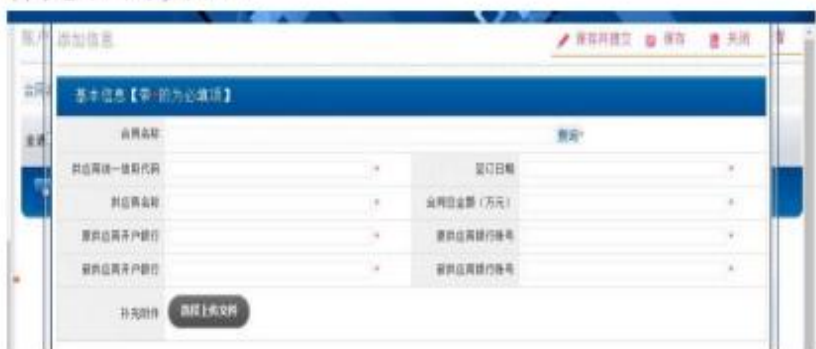 添加信息 保存并提交 保存 关闭
基本信息【带*的为必填项】
合同名称 查询*
供应商统一信用代码 * 签订日期 *
供应商名称 * 合同总金额（万元） *
原供应商开户银行 * 原供应商银行账号 *
新供应商开户银行 * 新供应商银行账号 *
补充附件 选择上传文件